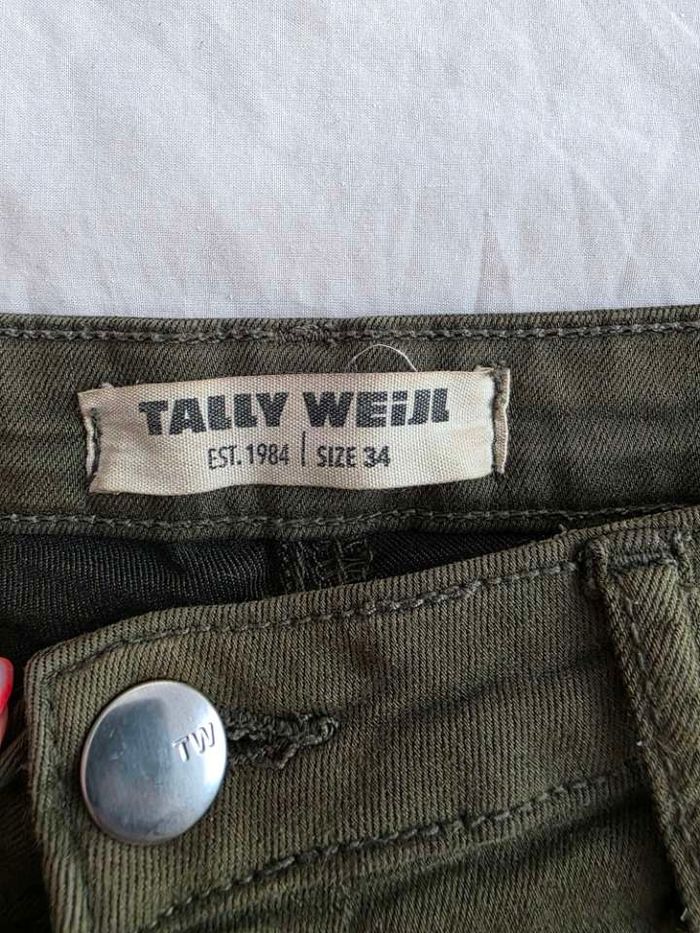 TALLY WEiJL
EST. 1984 | SIZE 34
TW